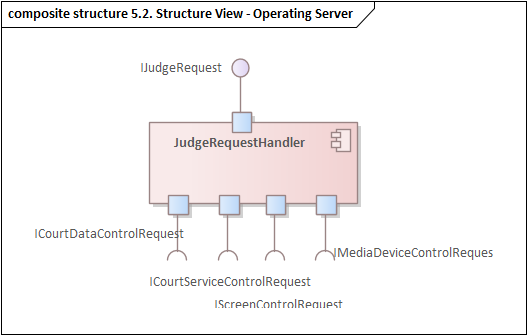 composite structure 5.2. Structure View - Operating Server
IJudgeRequest
JudgeRequestHandler
ICourtDataControlRequest
IMediaDeviceControlReques
ICourtServiceControlRequest
IScreenControlRequest